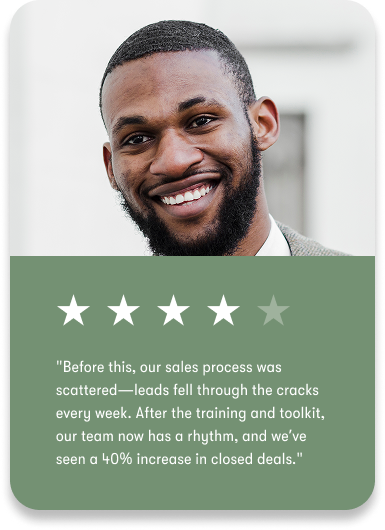 "Before this, our sales process was
scattered—leads fell through the cracks
every week. After the training and toolkit,
our team now has a rhythm, and we've
seen a 40% increase in closed deals."